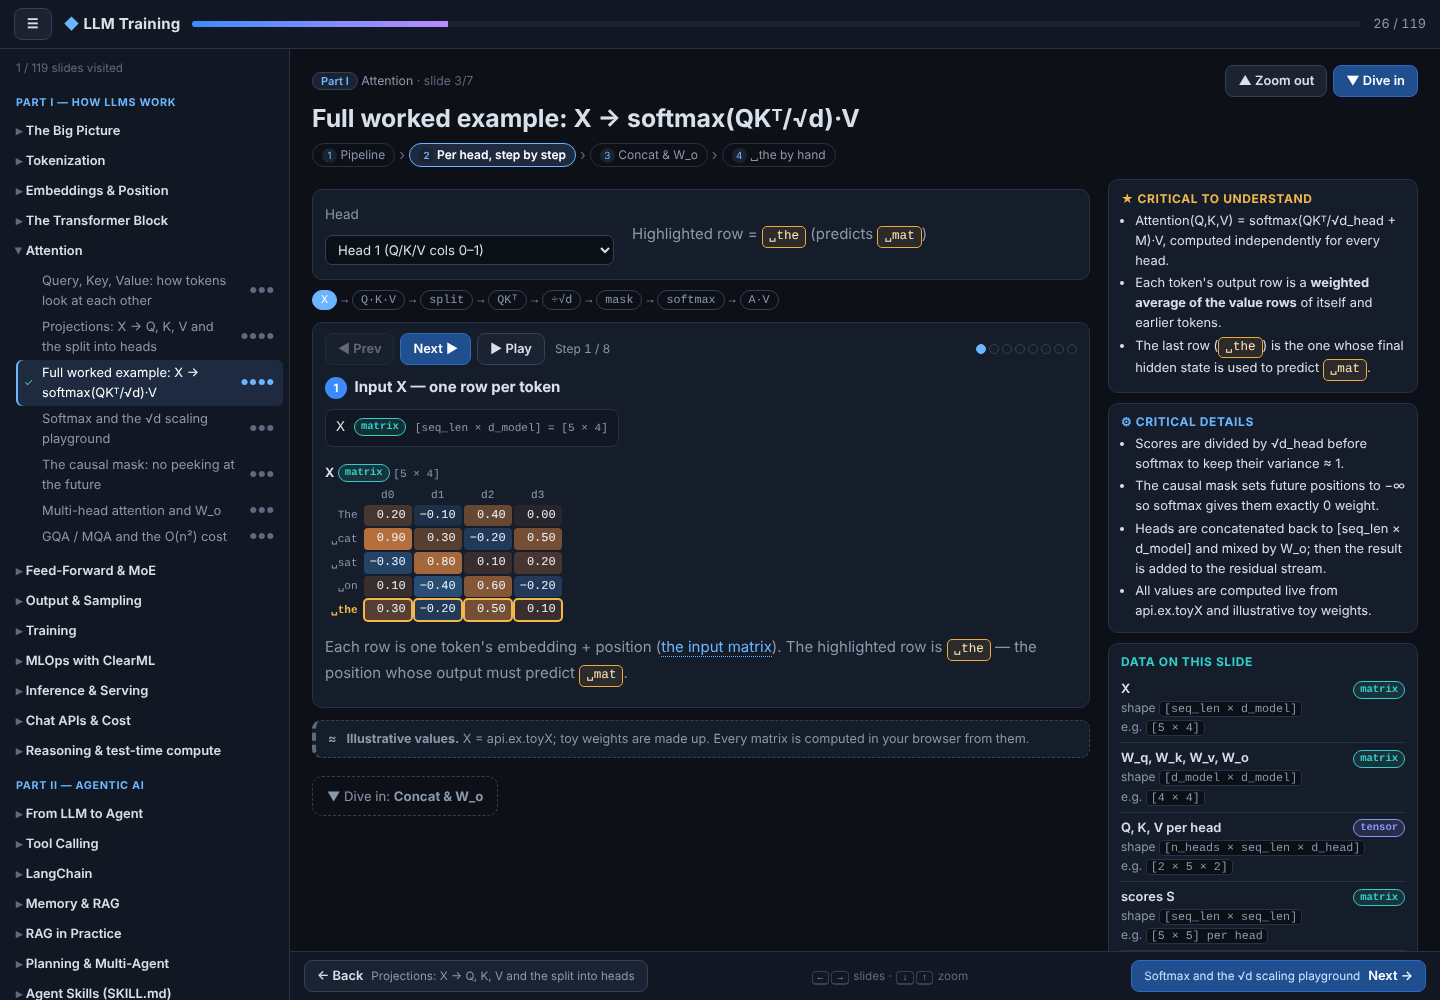 ☰ ◆ LLM Training 26 / 119
1 / 119 slides visited
PART I — HOW LLMS WORK
▸ The Big Picture
▸ Tokenization
▸ Embeddings & Position
▸ The Transformer Block
▾ Attention
Query, Key, Value: how tokens
look at each other
Projections: X → Q, K, V and
the split into heads
✓ Full worked example: X →
softmax(QKᵀ/√d)·V
Softmax and the √d scaling
playground
The causal mask: no peeking at
the future
Multi-head attention and W_o
GQA / MQA and the O(n²) cost
▸ Feed-Forward & MoE
▸ Output & Sampling
▸ Training
▸ MLOps with ClearML
▸ Inference & Serving
▸ Chat APIs & Cost
▸ Reasoning & test-time compute
PART II — AGENTIC AI
▸ From LLM to Agent
▸ Tool Calling
▸ LangChain
▸ Memory & RAG
▸ RAG in Practice
▸ Planning & Multi-Agent
▸ Agent Skills (SKILL.md)
Part I Attention · slide 3/7
▲ Zoom out ▼ Dive in
Full worked example: X → softmax(QKᵀ/√d)·V
1 Pipeline › 2 Per head, step by step › 3 Concat & W_o › 4 ␣the by hand
Head
Head 1 (Q/K/V cols 0–1)
Highlighted row = ␣the (predicts ␣mat)
X → Q·K·V → split → QKᵀ → ÷√d → mask → softmax → A·V
◀ Prev Next ▶ ▶ Play Step 1 / 8
1 Input X — one row per token
X matrix [seq_len × d_model] = [5 × 4]
X matrix [5 × 4]
d0 d1 d2 d3
The 0.20 −0.10 0.40 0.00
␣cat 0.90 0.30 −0.20 0.50
␣sat −0.30 0.80 0.10 0.20
␣on 0.10 −0.40 0.60 −0.20
␣the 0.30 −0.20 0.50 0.10
Each row is one token's embedding + position (the input matrix). The highlighted row is ␣the — the
position whose output must predict ␣mat.
≈ Illustrative values. X = api.ex.toyX; toy weights are made up. Every matrix is computed in your browser from them.
▼ Dive in: Concat & W_o
★ CRITICAL TO UNDERSTAND
• Attention(Q,K,V) = softmax(QKᵀ/√d_head +
M)·V, computed independently for every
head.
• Each token's output row is a weighted
average of the value rows of itself and
earlier tokens.
• The last row (␣the) is the one whose final
hidden state is used to predict ␣mat.
⚙ CRITICAL DETAILS
• Scores are divided by √d_head before
softmax to keep their variance ≈ 1.
• The causal mask sets future positions to −∞
so softmax gives them exactly 0 weight.
• Heads are concatenated back to [seq_len ×
d_model] and mixed by W_o; then the result
is added to the residual stream.
• All values are computed live from
api.ex.toyX and illustrative toy weights.
DATA ON THIS SLIDE
X matrix
shape [seq_len × d_model]
e.g. [5 × 4]
W_q, W_k, W_v, W_o matrix
shape [d_model × d_model]
e.g. [4 × 4]
Q, K, V per head tensor
shape [n_heads × seq_len × d_head]
e.g. [2 × 5 × 2]
scores S matrix
shape [seq_len × seq_len]
e.g. [5 × 5] per head
← Back Projections: X → Q, K, V and the split into heads
← → slides · ↓ ↑ zoom
Softmax and the √d scaling playground Next →